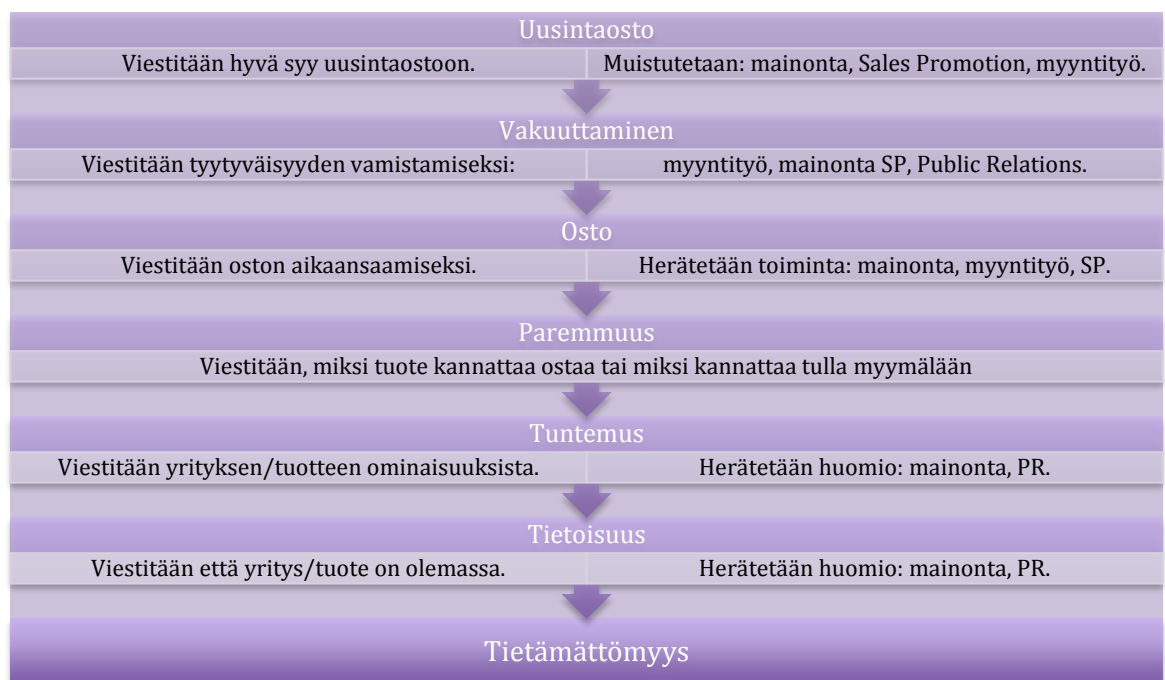 Uusintaosto
Viestitään hyvä syy uusintaostoon.
Muistutetaan: mainonta, Sales Promotion, myyntityö.
Vakuuttaminen
Viestitään tyytyväisyyden vamistamiseksi:
myyntityö, mainonta SP, Public Relations.
Osto
Viestitään oston aikaansaamiseksi.
Herätetään toiminta: mainonta, myyntityö, SP.
Paremmuus
Viestitään, miksi tuote kannattaa ostaa tai miksi kannattaa tulla myymälään
Tuntemus
Viestitään yrityksen/tuotteen ominaisuuksista.
Herätetään huomio: mainonta, PR.
Tietoisuus
Viestitään että yritys/tuote on olemassa.
Herätetään huomio: mainonta, PR.
Tietämättömyys